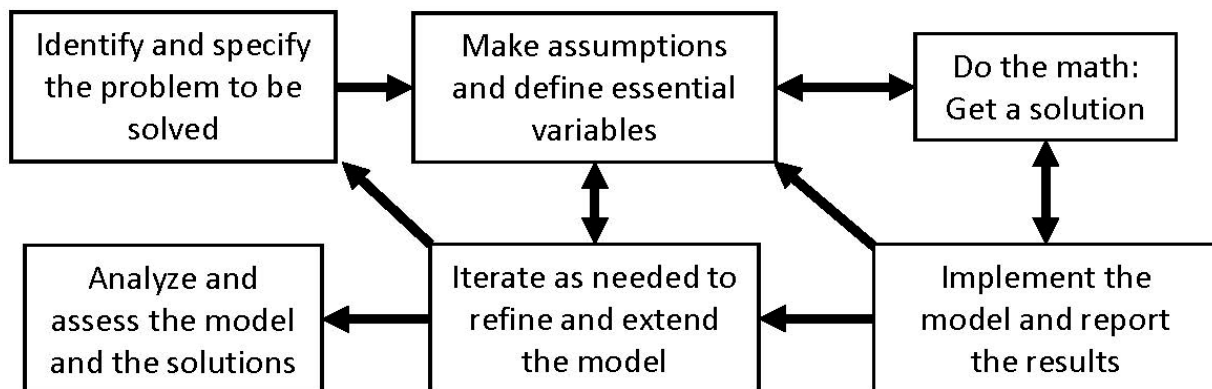 Identify and specify
the problem to be
solved
Make assumptions
and define essential
variables
Do the math:
Get a solution
Analyze and
assess the model
and the solutions
Iterate as needed to
refine and extend
the model
Implement the
model and report
the results